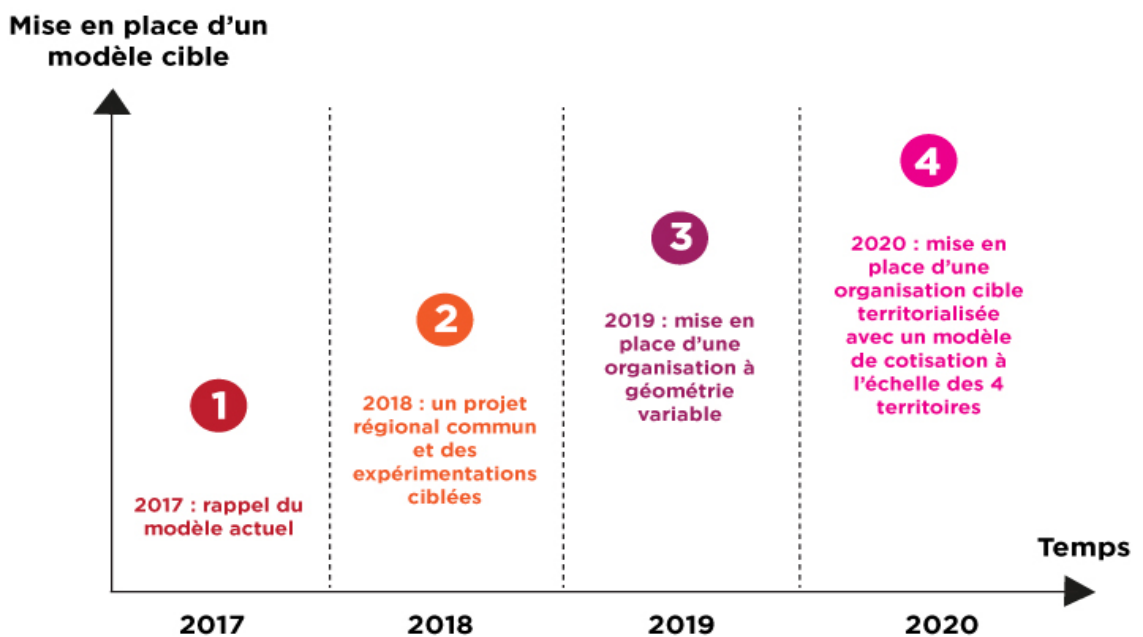 Mise en place d'un
modèle cible
1
2017 : rappel du
modèle actuel
2
2018 : un projet
régional commun
et des
expérimentations
ciblées
3
2019 : mise en
place d'une
organisation à
géométrie
variable
4
2020 : mise en
place d'une
organisation cible
territorialisée
avec un modèle
de cotisation à
l'échelle des 4
territoires
Temps
2017
2018
2019
2020